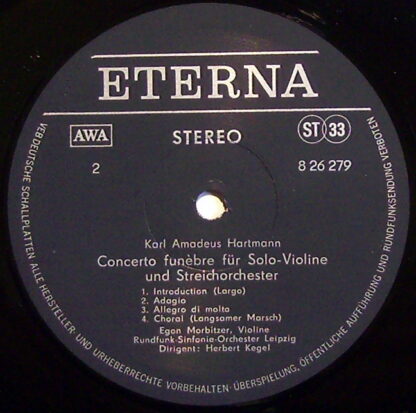 ETERNA
AWA
STEREO
ST 33
2
8 26 279
Karl Amadeus Hartmann
Concerto funèbre für Solo-Violine
und Streichorchester
1. Introduction (Largo)
2. Adagio
3. Allegro di molto
4. Choral (Langsamer Marsch)
Egon Morbitzer, Violine
Rundfunk-Sinfonie-Orchester Leipzig
Dirigent: Herbert Kegel
VEB DEUTSCHE SCHALLPLATTEN ALLE HERSTELLER- UND URHEBERRECHTE VORBEHALTEN · ÜBERSPIELUNG, ÖFFENTLICHE AUFFÜHRUNG UND RUNDFUNKSENDUNG VERBOTEN